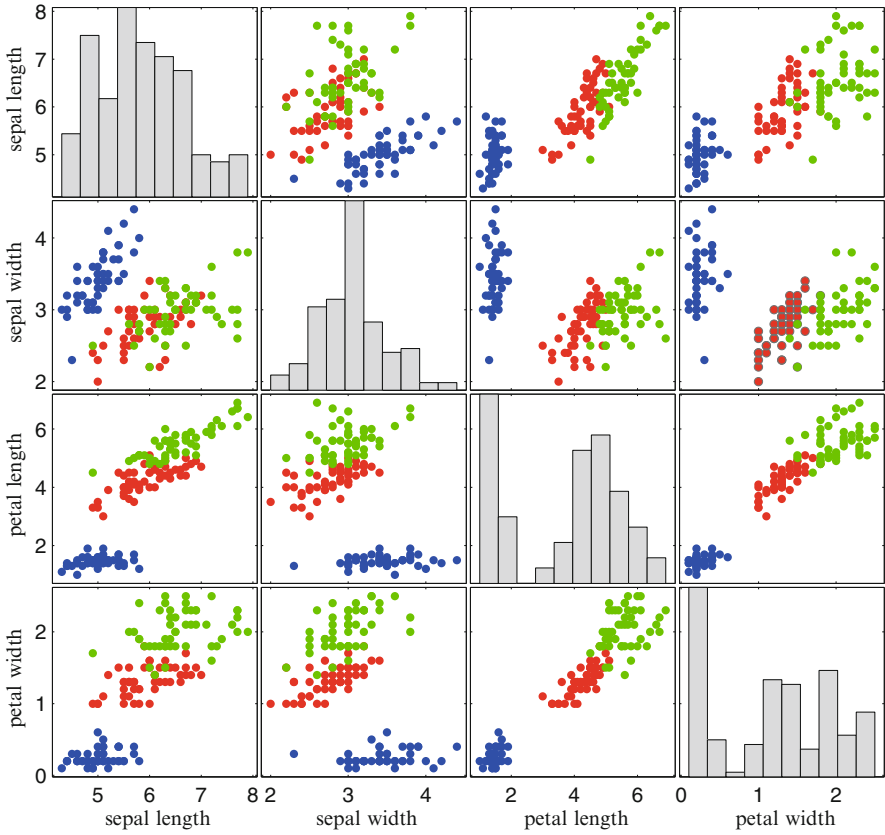 8
7
6
5
sepal length
4
3
2
sepal width
6
4
2
petal length
2
1
0
petal width
5 6 7 8
2 3 4
2 4 6
0 1 2
sepal length
sepal width
petal length
petal width